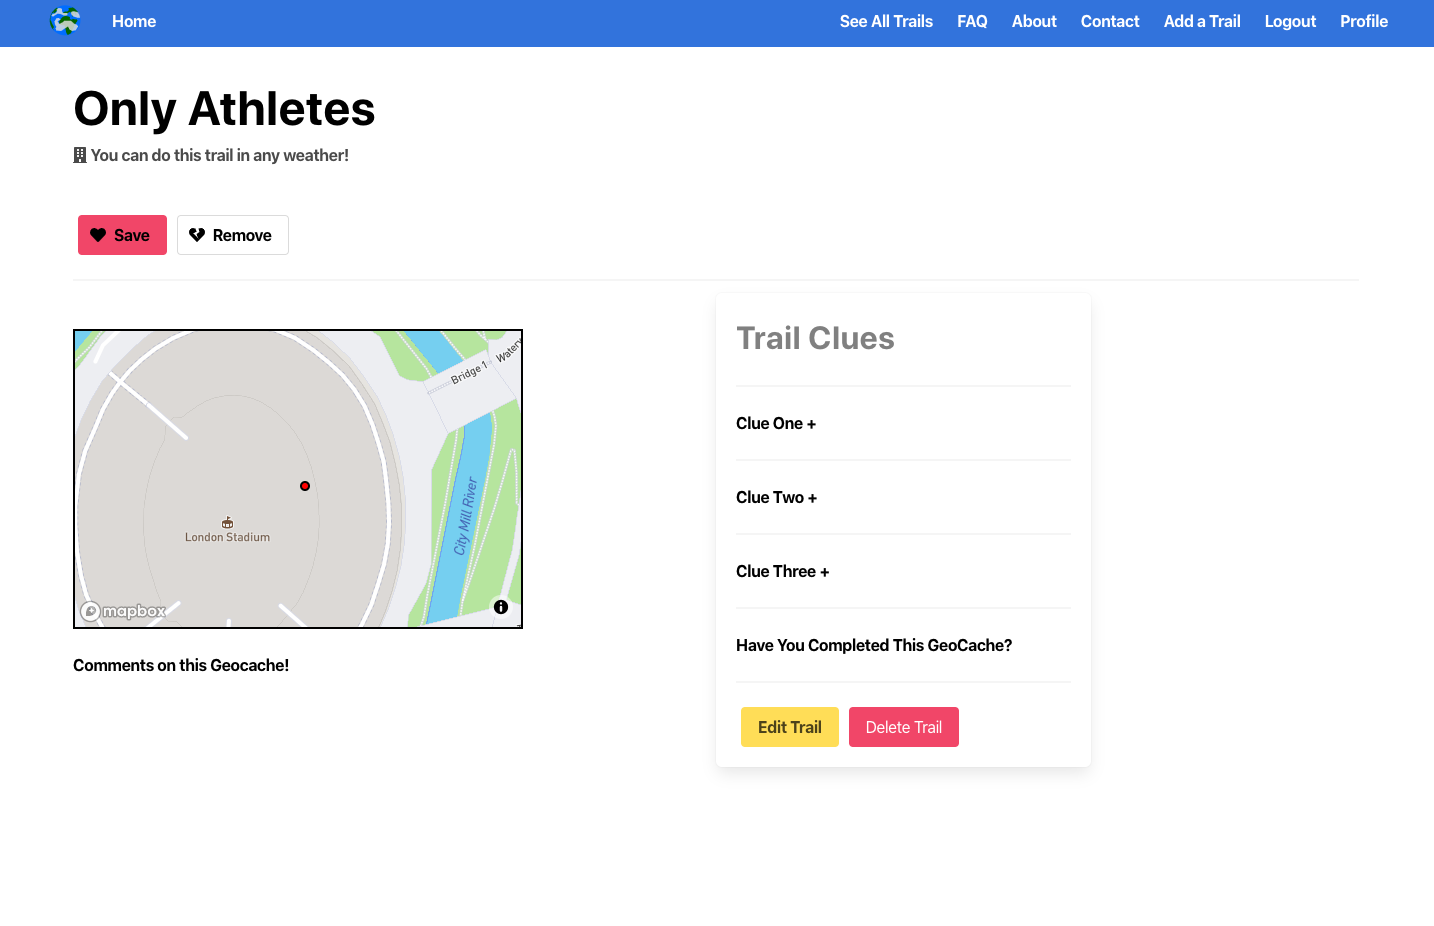 Home
See All Trails
FAQ
About
Contact
Add a Trail
Logout
Profile
Only Athletes
You can do this trail in any weather!
Save
Remove
Bridge 1
London Stadium
City Mill River
mapbox
Comments on this Geocache!
Trail Clues
Clue One +
Clue Two +
Clue Three +
Have You Completed This GeoCache?
Edit Trail
Delete Trail